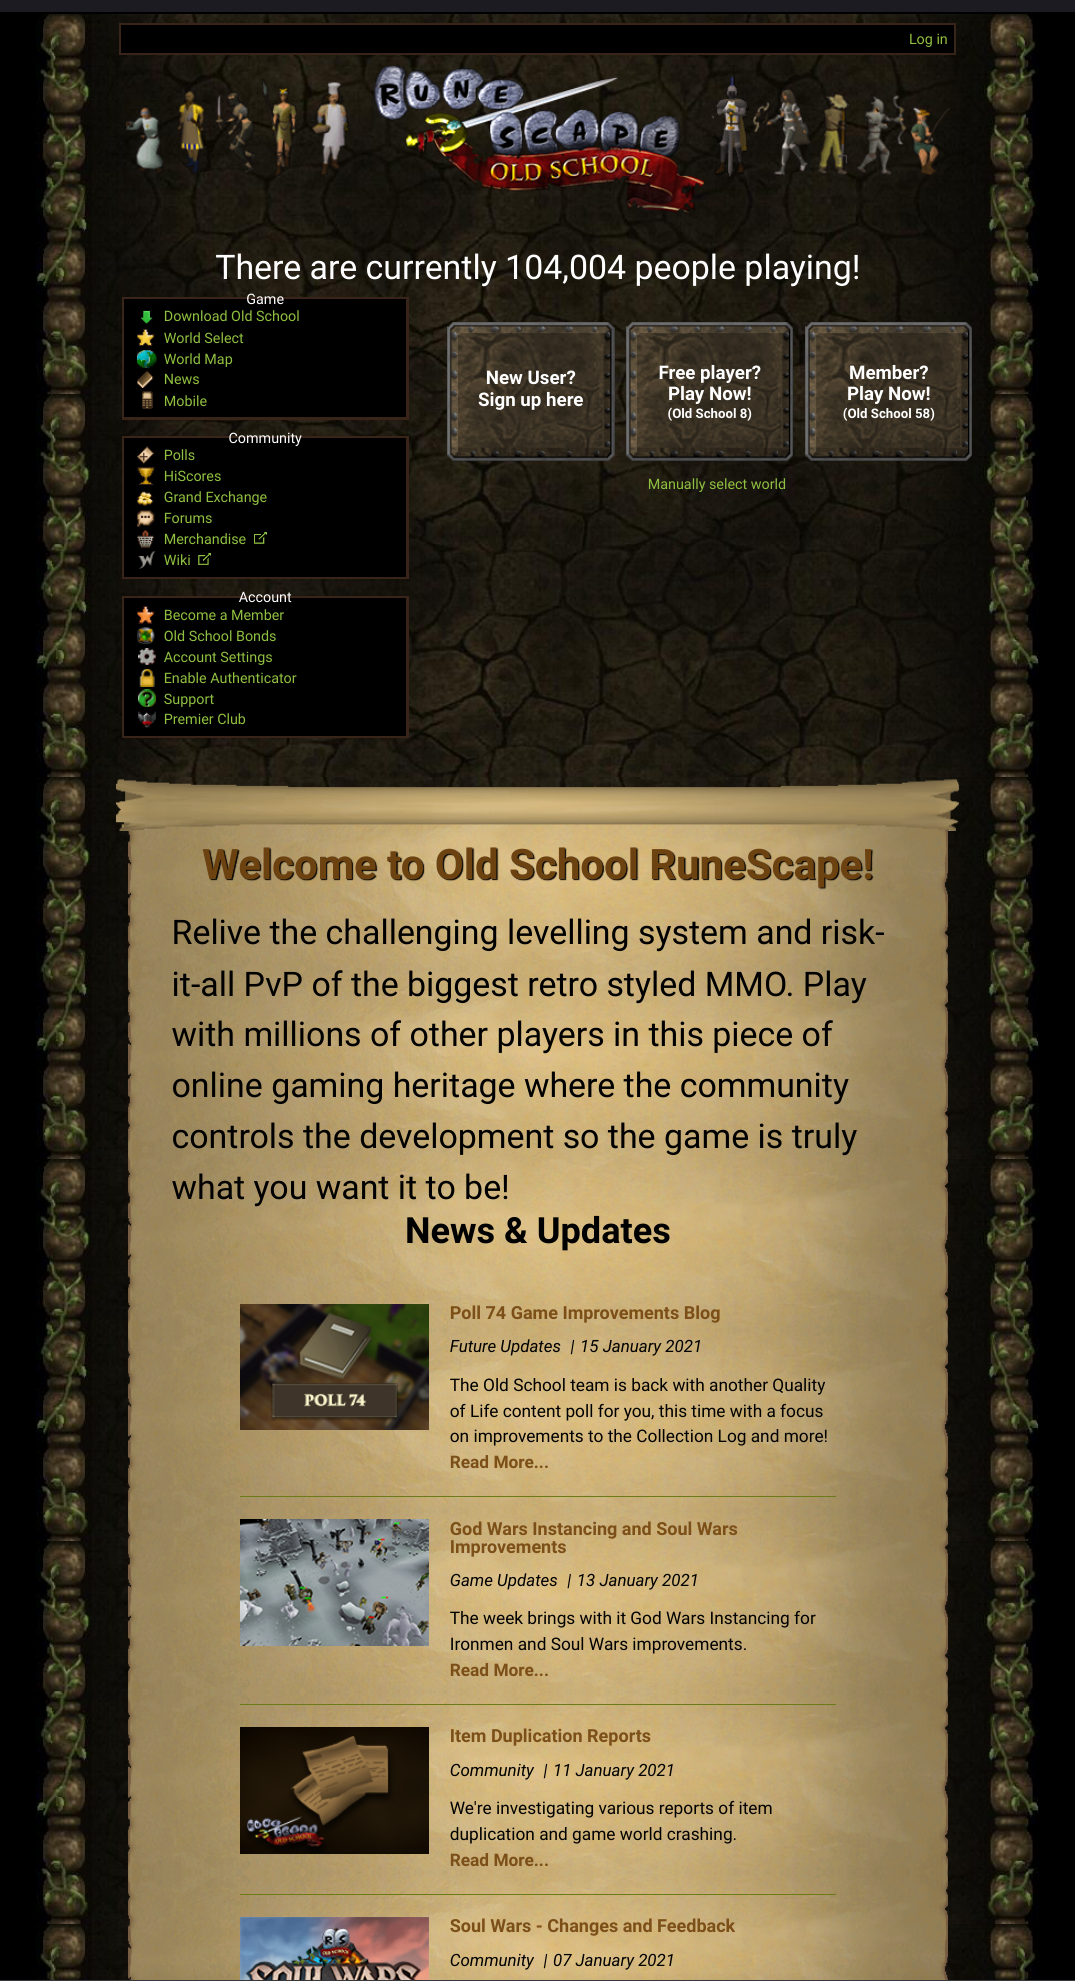 Log in
RUNE
SCAPE
OLD SCHOOL
There are currently 104,004 people playing!
Game
Download Old School
World Select
World Map
News
Mobile
Community
Polls
HiScores
Grand Exchange
Forums
Merchandise
Wiki
Account
Become a Member
Old School Bonds
Account Settings
Enable Authenticator
Support
Premier Club
New User?
Sign up here
Free player?
Play Now!
(Old School 8)
Member?
Play Now!
(Old School 58)
Manually select world
Welcome to Old School RuneScape!
Relive the challenging levelling system and risk-
it-all PvP of the biggest retro styled MMO. Play
with millions of other players in this piece of
online gaming heritage where the community
controls the development so the game is truly
what you want it to be!
News & Updates
POLL 74
Poll 74 Game Improvements Blog
Future Updates | 15 January 2021
The Old School team is back with another Quality
of Life content poll for you, this time with a focus
on improvements to the Collection Log and more!
Read More...
God Wars Instancing and Soul Wars
Improvements
Game Updates | 13 January 2021
The week brings with it God Wars Instancing for
Ironmen and Soul Wars improvements.
Read More...
RUNE
SCAPE
OLD SCHOOL
Item Duplication Reports
Community | 11 January 2021
We're investigating various reports of item
duplication and game world crashing.
Read More...
RS
OLD SCHOOL
SOUL WARS
Soul Wars - Changes and Feedback
Community | 07 January 2021